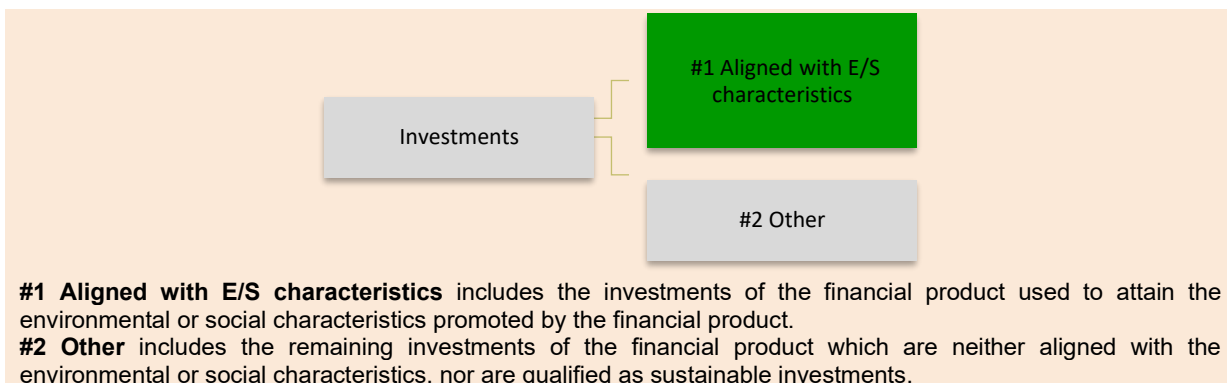 #1 Aligned with E/S
characteristics
Investments
#2 Other
#1 Aligned with E/S characteristics includes the investments of the financial product used to attain the
environmental or social characteristics promoted by the financial product.
#2 Other includes the remaining investments of the financial product which are neither aligned with the
environmental or social characteristics, nor are qualified as sustainable investments.